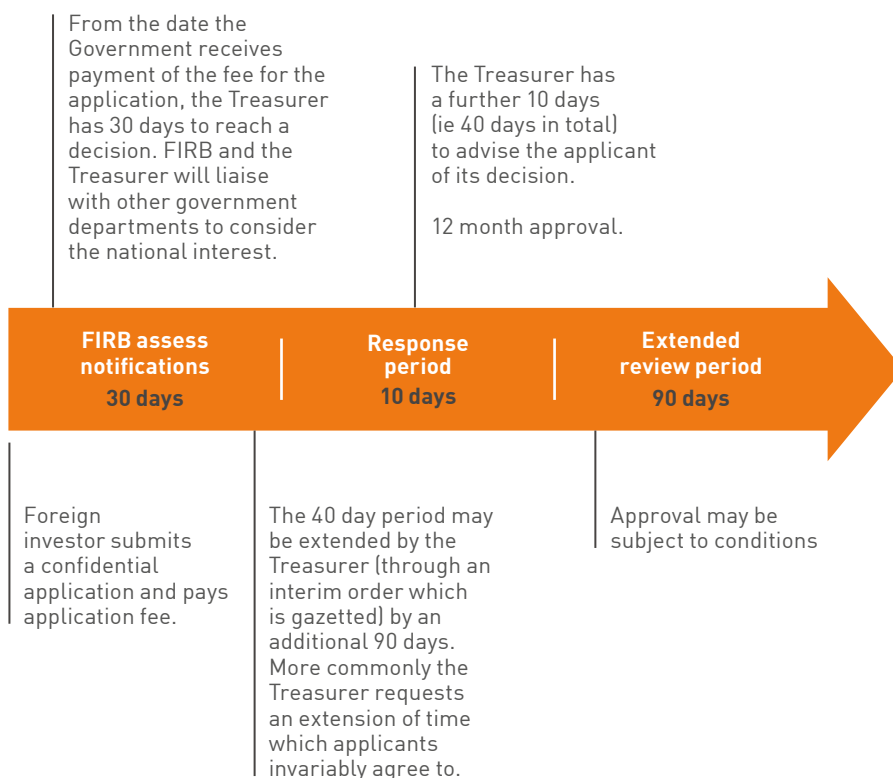 From the date the
Government receives
payment of the fee for the
application, the Treasurer
has 30 days to reach a
decision. FIRB and the
Treasurer will liaise
with other government
departments to consider
the national interest.
The Treasurer has
a further 10 days
(ie 40 days in total)
to advise the applicant
of its decision.
12 month approval.
FIRB assess
notifications
30 days
Response
period
10 days
Extended
review period
90 days
Foreign
investor submits
a confidential
application and pays
application fee.
The 40 day period may
be extended by the
Treasurer (through an
interim order which
is gazetted) by an
additional 90 days.
More commonly the
Treasurer requests
an extension of time
which applicants
invariably agree to.
Approval may be
subject to conditions